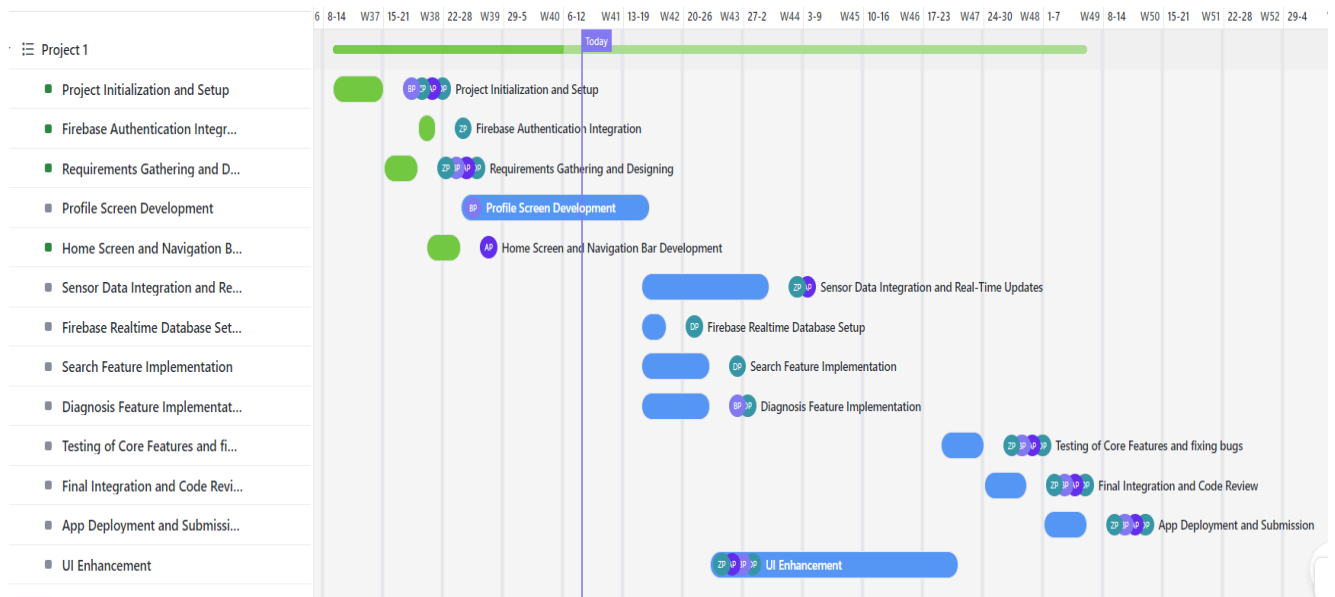 6 8-14 W37 15-21 W38 22-28 W39 29-5 W40 6-12 W41 13-19 W42 20-26 W43 27-2 W44 3-9 W45 10-16 W46 17-23 W47 24-30 W48 1-7 W49 8-14 W50 15-21 W51 22-28 W52 29-4
Today
Project 1
Project Initialization and Setup BP ZP AP DP Project Initialization and Setup
Firebase Authentication Integr... ZP Firebase Authentication Integration
Requirements Gathering and D... ZP BP AP DP Requirements Gathering and Designing
Profile Screen Development BP Profile Screen Development
Home Screen and Navigation B... AP Home Screen and Navigation Bar Development
Sensor Data Integration and Re... ZP AP Sensor Data Integration and Real-Time Updates
Firebase Realtime Database Set... DP Firebase Realtime Database Setup
Search Feature Implementation DP Search Feature Implementation
Diagnosis Feature Implementat... BP DP Diagnosis Feature Implementation
Testing of Core Features and fi... ZP BP AP DP Testing of Core Features and fixing bugs
Final Integration and Code Revi... ZP BP AP DP Final Integration and Code Review
App Deployment and Submissi... ZP BP AP DP App Deployment and Submission
UI Enhancement ZP AP BP DP UI Enhancement